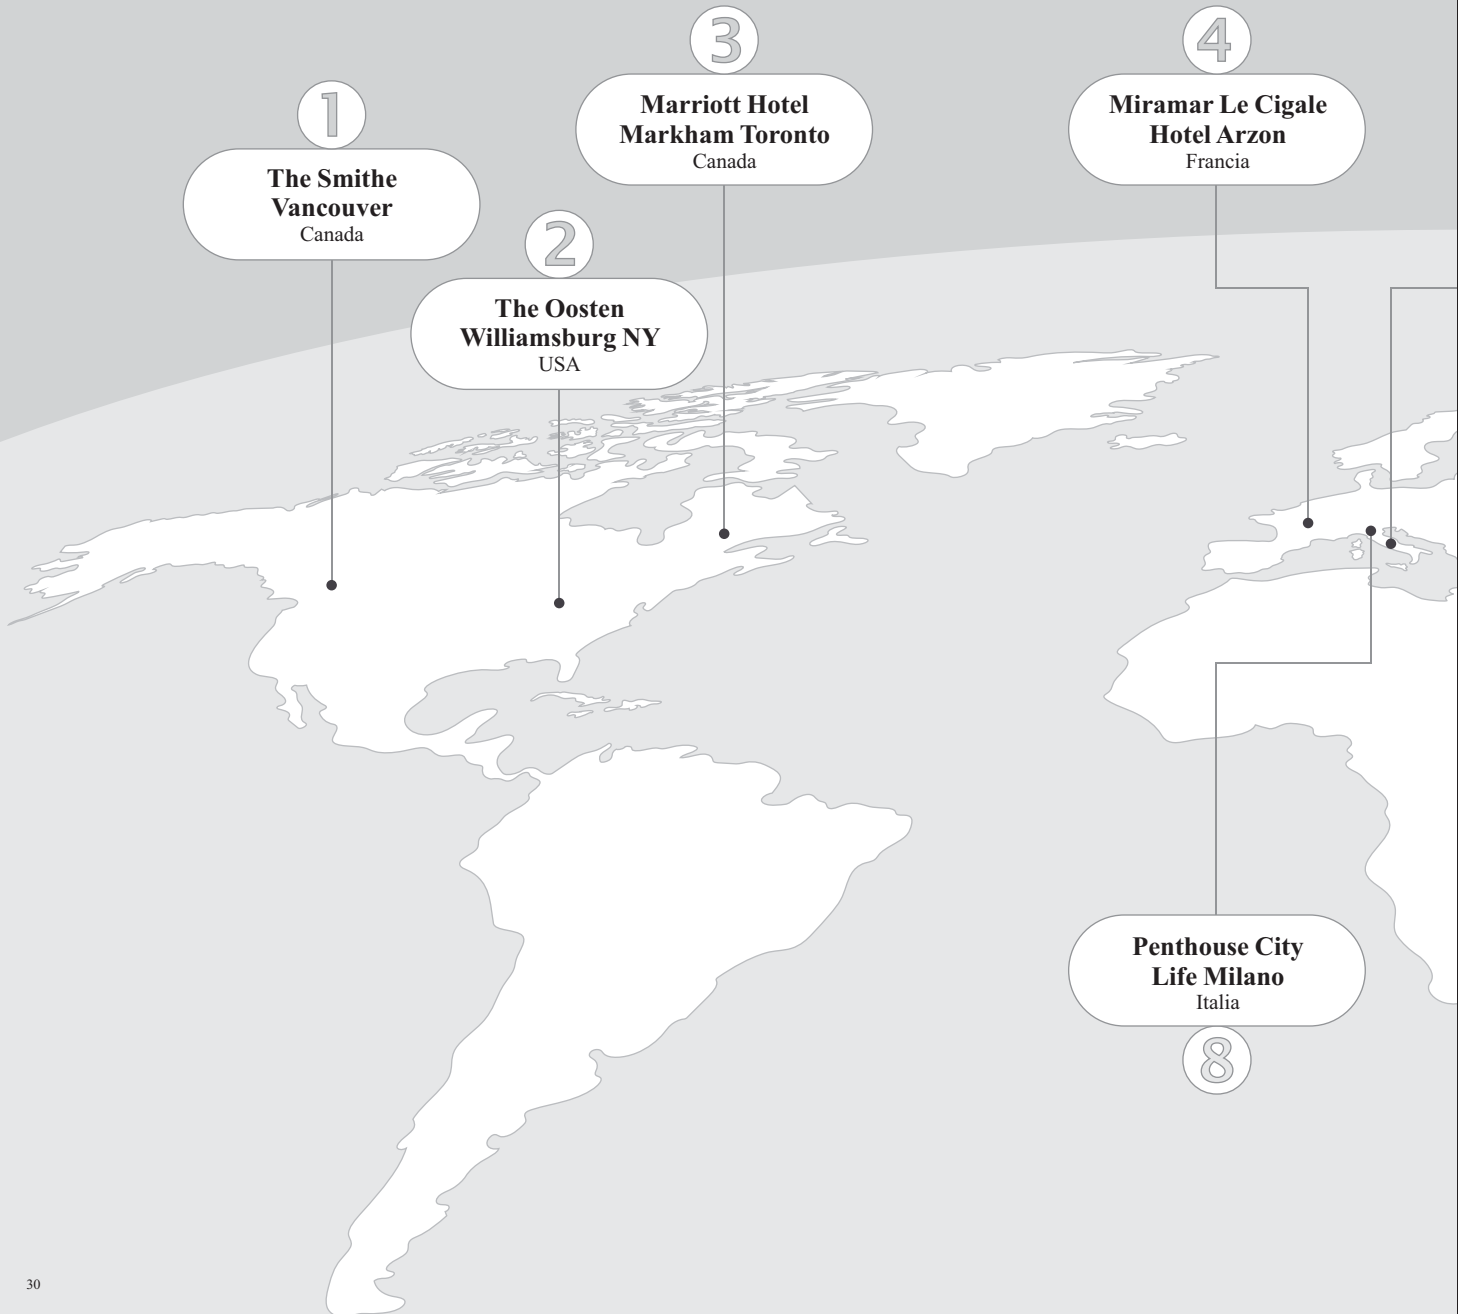 1
The Smithe
Vancouver
Canada
2
The Oosten
Williamsburg NY
USA
3
Marriott Hotel
Markham Toronto
Canada
4
Miramar Le Cigale
Hotel Arzon
Francia
Penthouse City
Life Milano
Italia
8
30